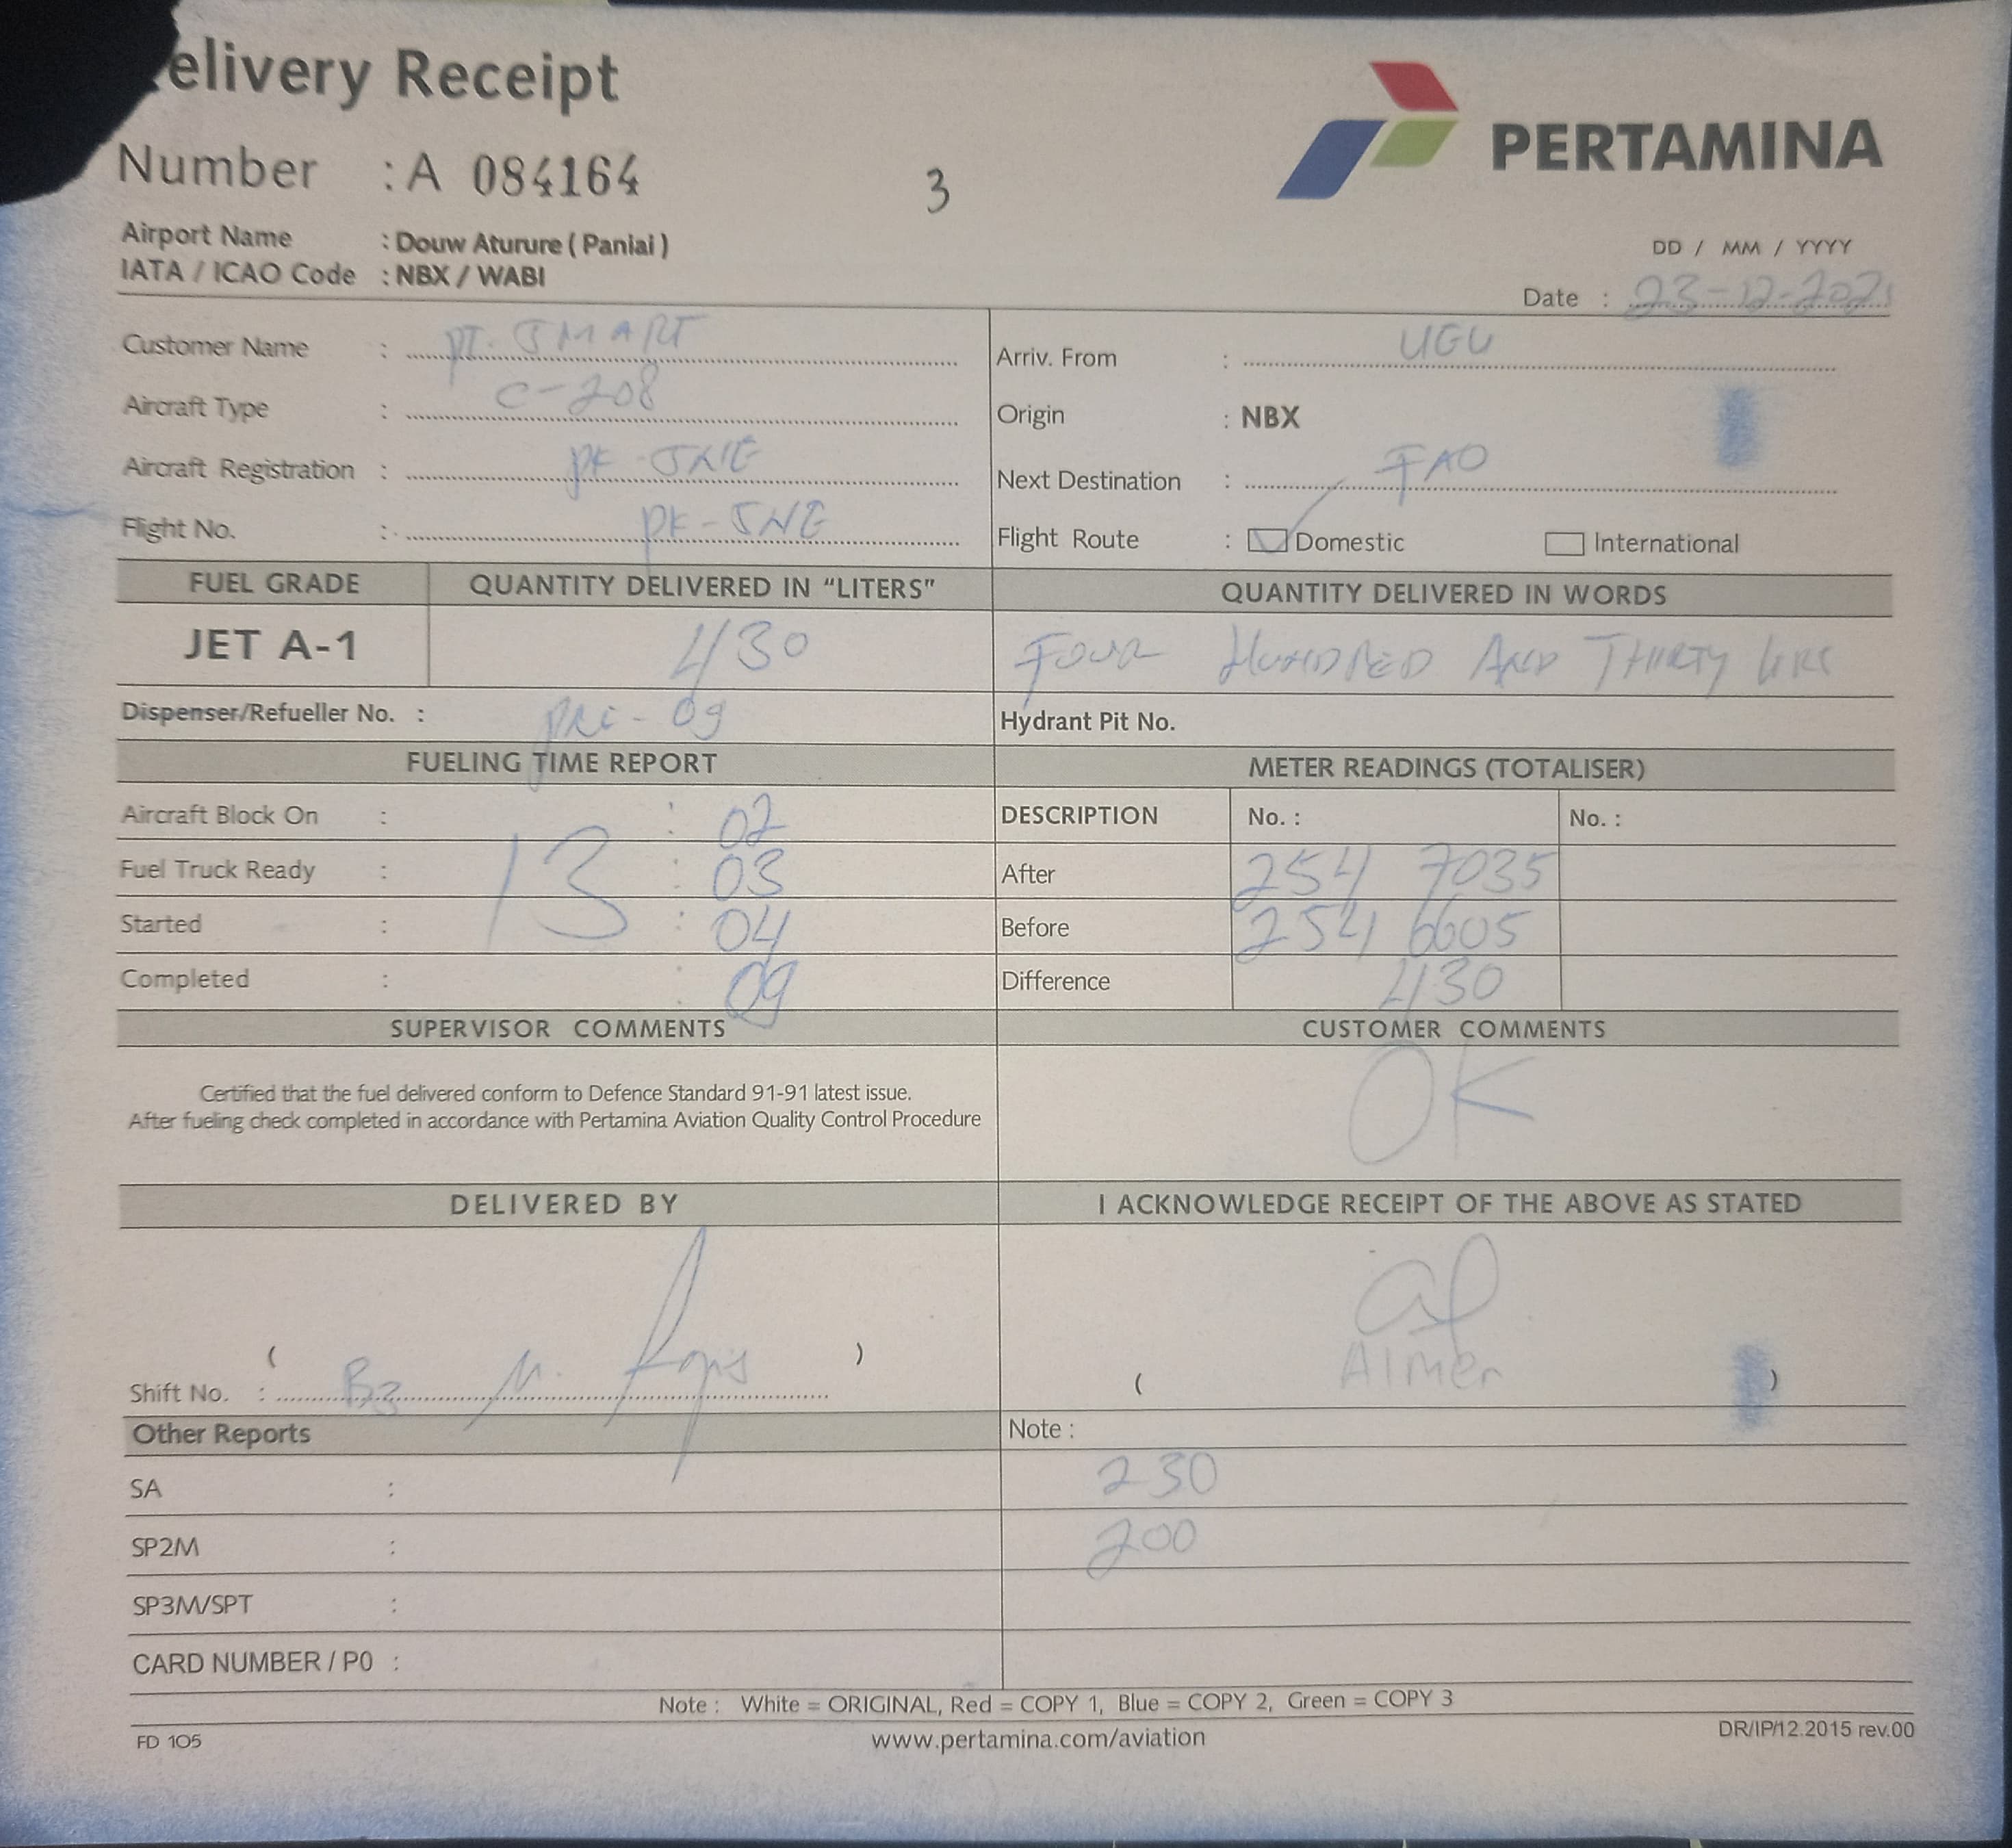 elivery Receipt
Number : A 084164
3
PERTAMINA
Airport Name : Douw Aturure ( Paniai )
IATA / ICAO Code : NBX / WABI
DD / MM / YYYY
Date : 23-12-2021
Customer Name : PT. SMART
Arriv. From : UGU
Aircraft Type : C-208
Origin : NBX
Aircraft Registration : PK-SNE
Next Destination : FAO
Flight No. : PK-SNE
Flight Route : Domestic International
FUEL GRADE QUANTITY DELIVERED IN “LITERS” QUANTITY DELIVERED IN WORDS
JET A-1 430 FOUR HUNDRED AND THIRTY
Dispenser/Refueller No. : 09
Hydrant Pit No.
FUELING TIME REPORT METER READINGS (TOTALISER)
Aircraft Block On : : 02
DESCRIPTION No. : No. :
Fuel Truck Ready : 13 : 03
After 254 7035
Started : : 04
Before 254 6605
Completed : : 09
Difference 430
SUPERVISOR COMMENTS CUSTOMER COMMENTS
OK
Certified that the fuel delivered conform to Defence Standard 91-91 latest issue.
After fueling check completed in accordance with Pertamina Aviation Quality Control Procedure
DELIVERED BY I ACKNOWLEDGE RECEIPT OF THE ABOVE AS STATED
( )
( Almer )
Shift No. :
Other Reports Note :
SA : 230
SP2M : 200
SP3M/SPT :
CARD NUMBER / P0 :
Note : White = ORIGINAL, Red = COPY 1, Blue = COPY 2, Green = COPY 3
FD 105 www.pertamina.com/aviation DR/IP/12.2015 rev.00